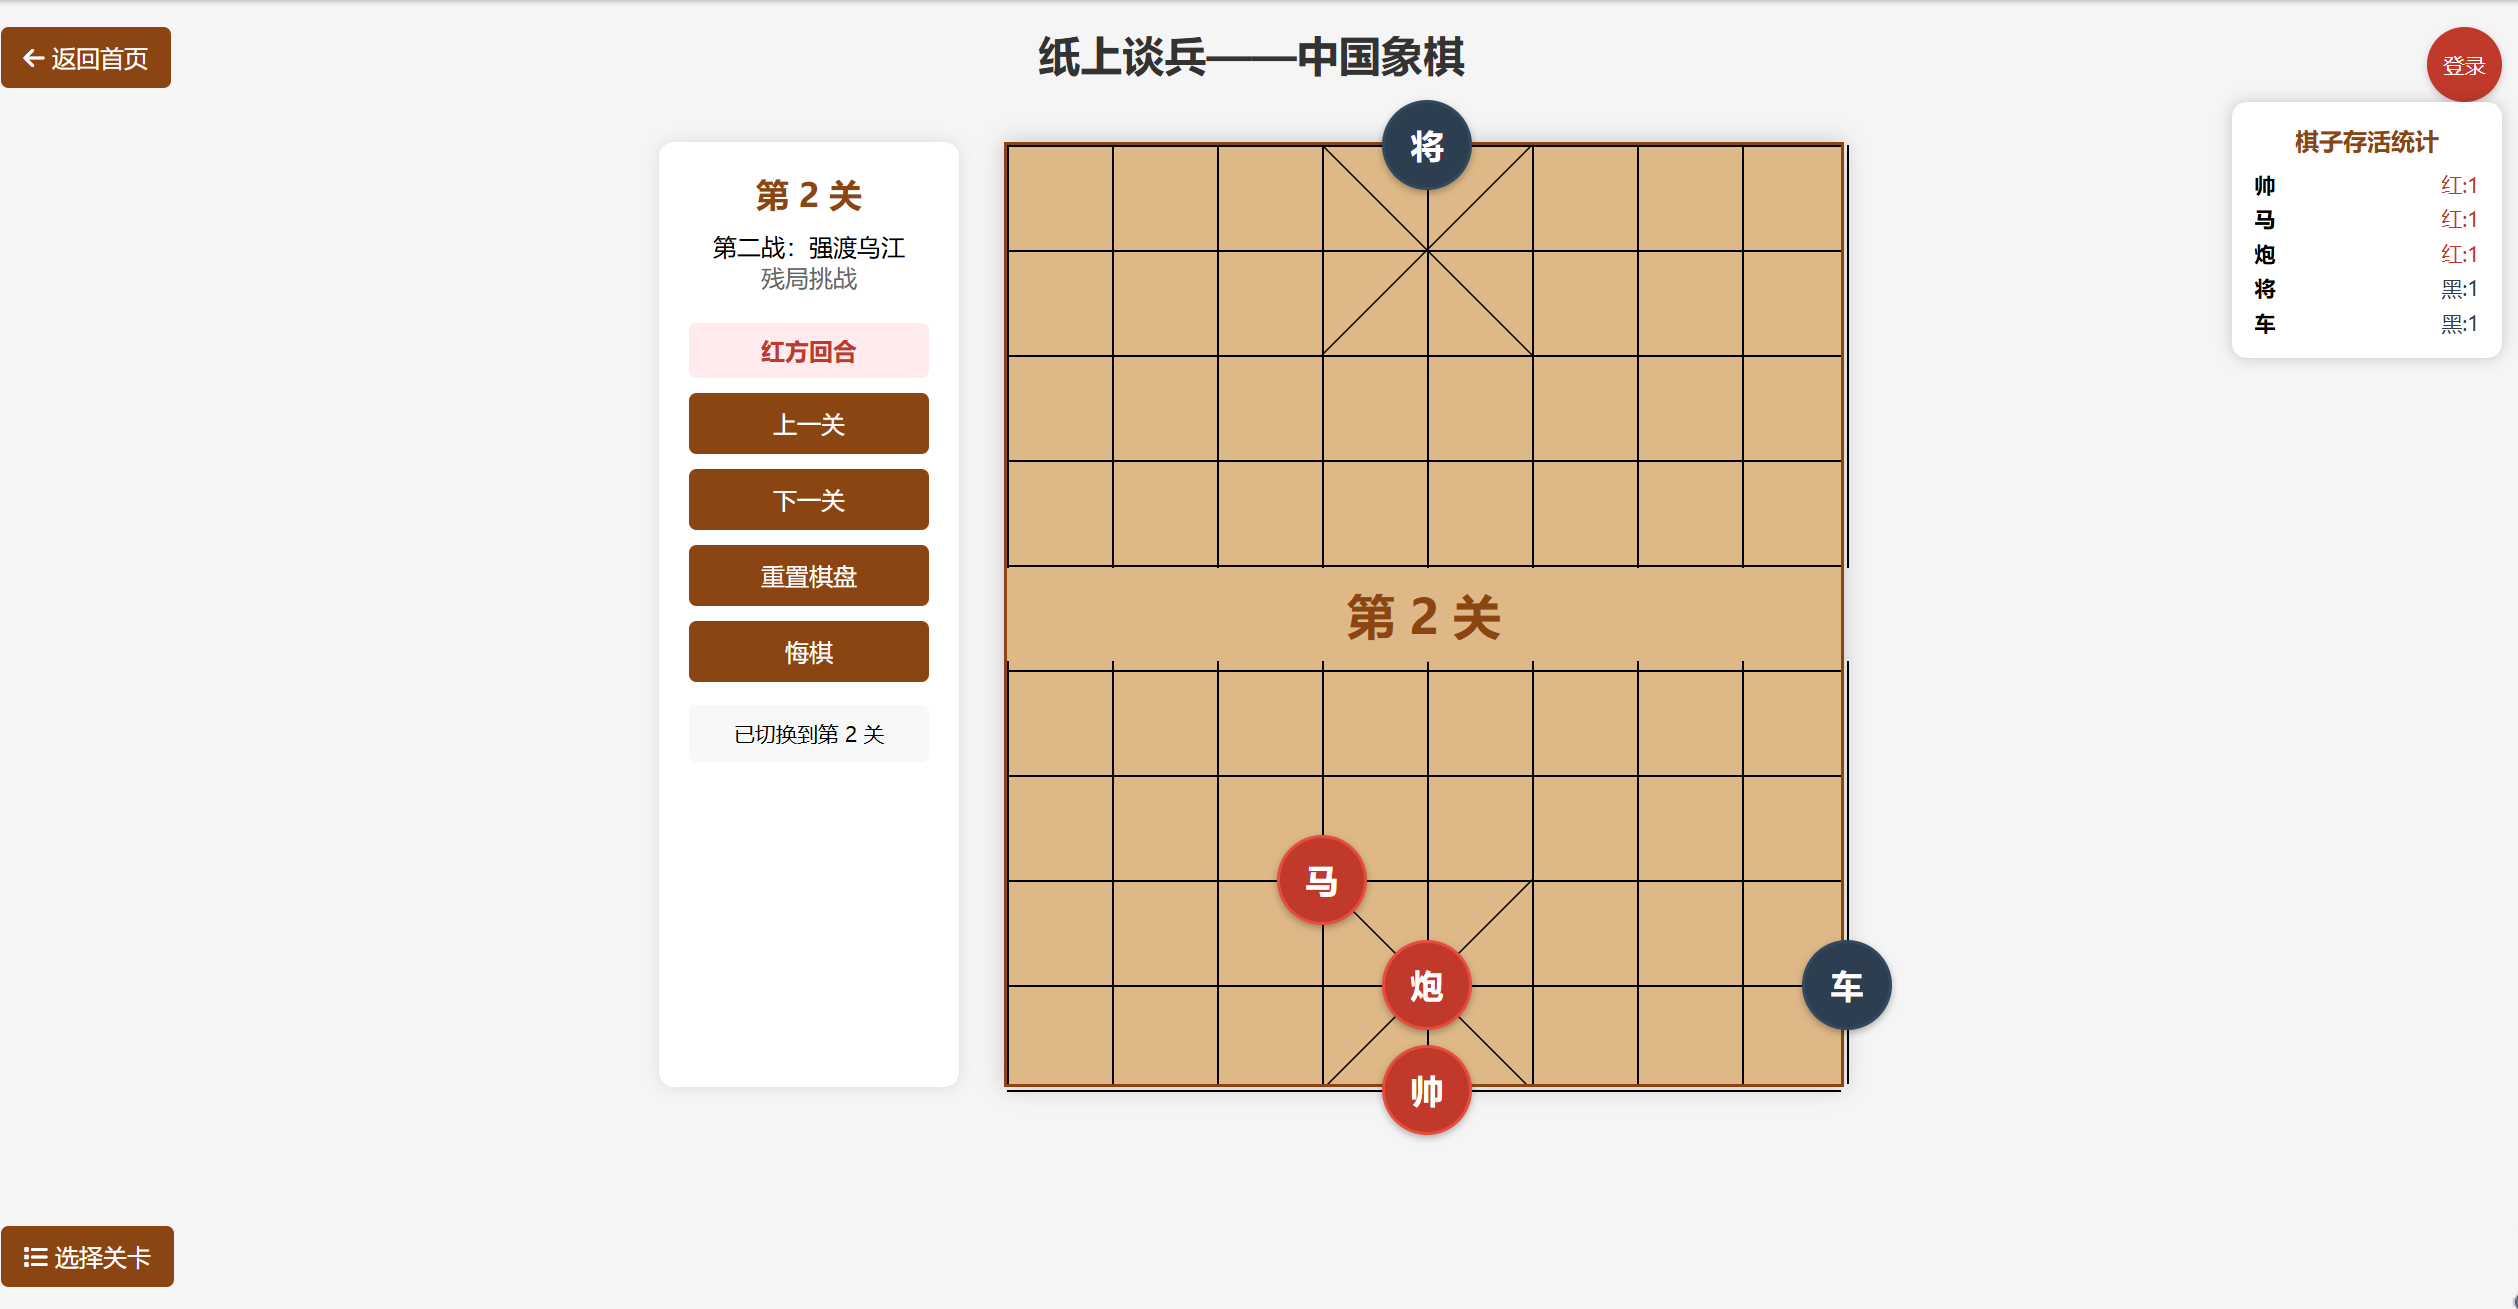 返回首页
纸上谈兵——中国象棋
登录
第 2 关
第二战：强渡乌江
残局挑战
红方回合
上一关
下一关
重置棋盘
悔棋
已切换到第 2 关
将
第 2 关
马
炮
车
帅
棋子存活统计
帅 红:1
马 红:1
炮 红:1
将 黑:1
车 黑:1
选择关卡